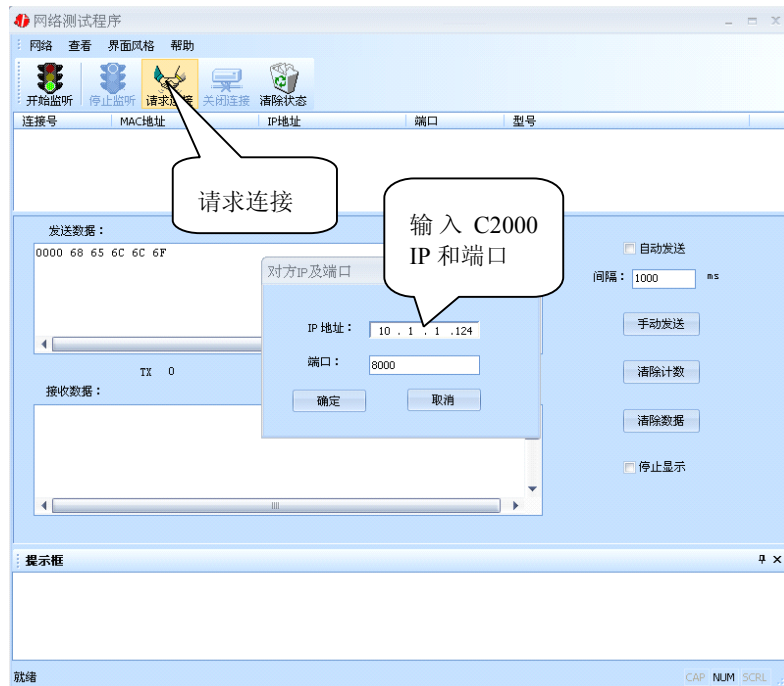 网络测试程序
网络 查看 界面风格 帮助
开始监听 停止监听 请求连接 关闭连接 清除状态
连接号 MAC地址 IP地址 端口 型号
请求连接
输入 C2000
IP 和端口
发送数据：
0000 68 65 6C 6C 6F
对方IP及端口
IP 地址： 10 . 1 . 1 .124
端口： 8000
确定 取消
自动发送
间隔： 1000 ms
手动发送
TX 0
清除计数
接收数据：
清除数据
停止显示
提示框
就绪 CAP NUM SCRL